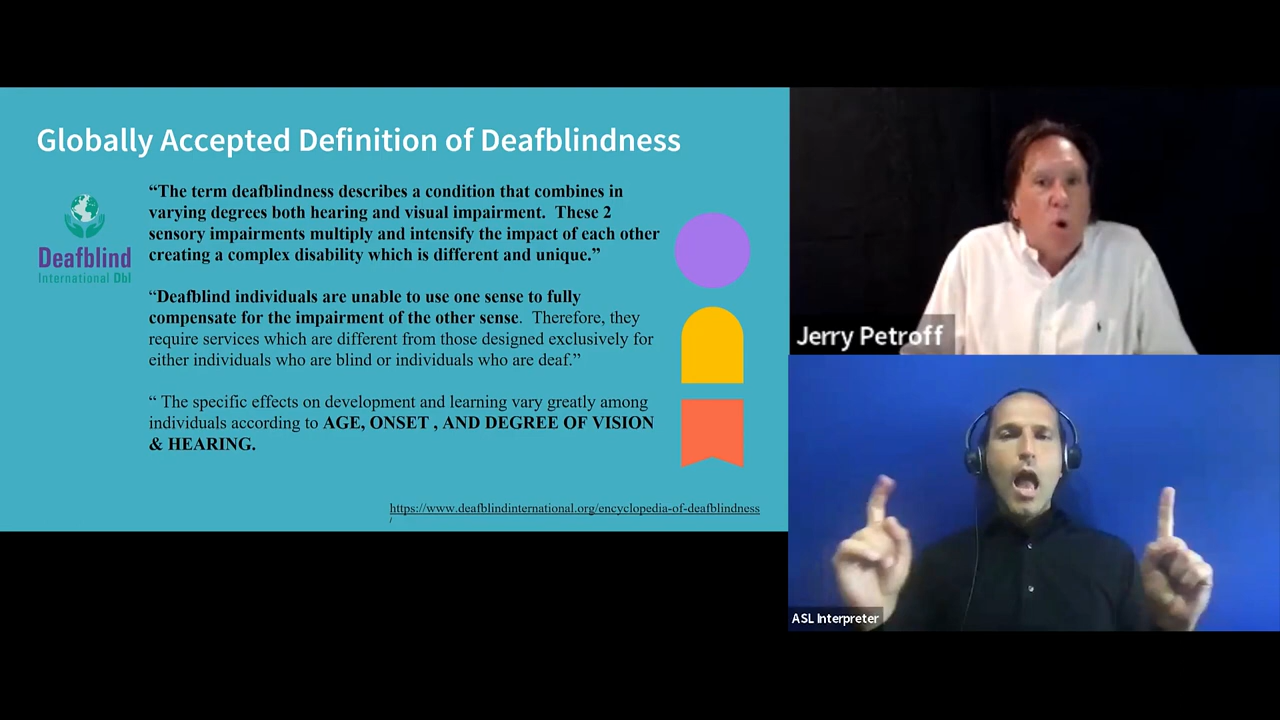 Globally Accepted Definition of Deafblindness
“The term deafblindness describes a condition that combines in
varying degrees both hearing and visual impairment.  These 2
sensory impairments multiply and intensify the impact of each other
creating a complex disability which is different and unique.”
Deafblind
International DbI
“Deafblind individuals are unable to use one sense to fully
compensate for the impairment of the other sense.  Therefore, they
require services which are different from those designed exclusively for
either individuals who are blind or individuals who are deaf.”
“ The specific effects on development and learning vary greatly among
individuals according to AGE, ONSET , AND DEGREE OF VISION
& HEARING.
https://www.deafblindinternational.org/encyclopedia-of-deafblindness
/
Jerry Petroff
ASL Interpreter